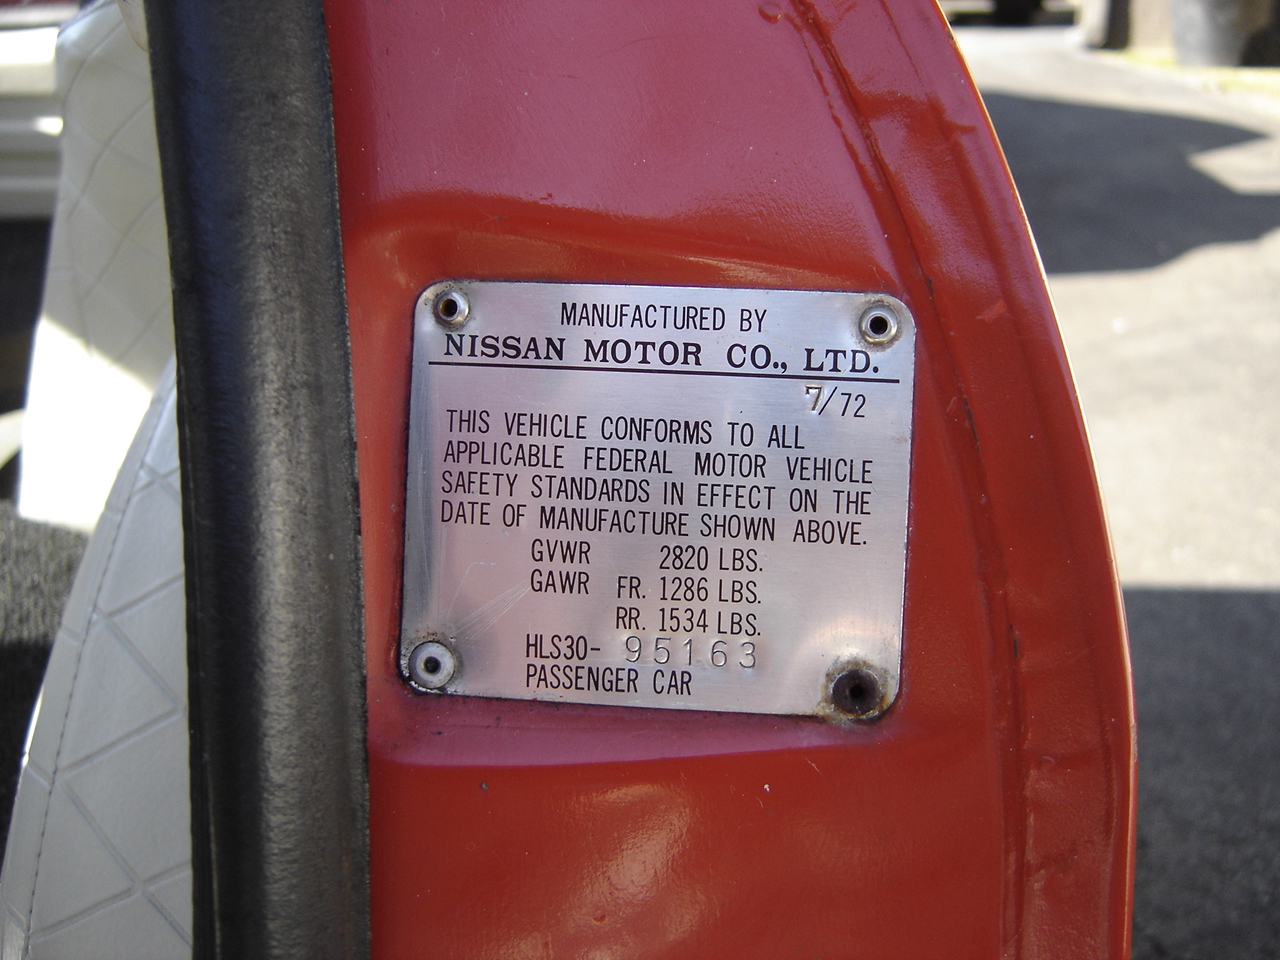 MANUFACTURED BY
NISSAN MOTOR CO., LTD.
7/72
THIS VEHICLE CONFORMS TO ALL
APPLICABLE FEDERAL MOTOR VEHICLE
SAFETY STANDARDS IN EFFECT ON THE
DATE OF MANUFACTURE SHOWN ABOVE.
GVWR 2820 LBS.
GAWR FR. 1286 LBS.
RR. 1534 LBS.
HLS30- 95163
PASSENGER CAR